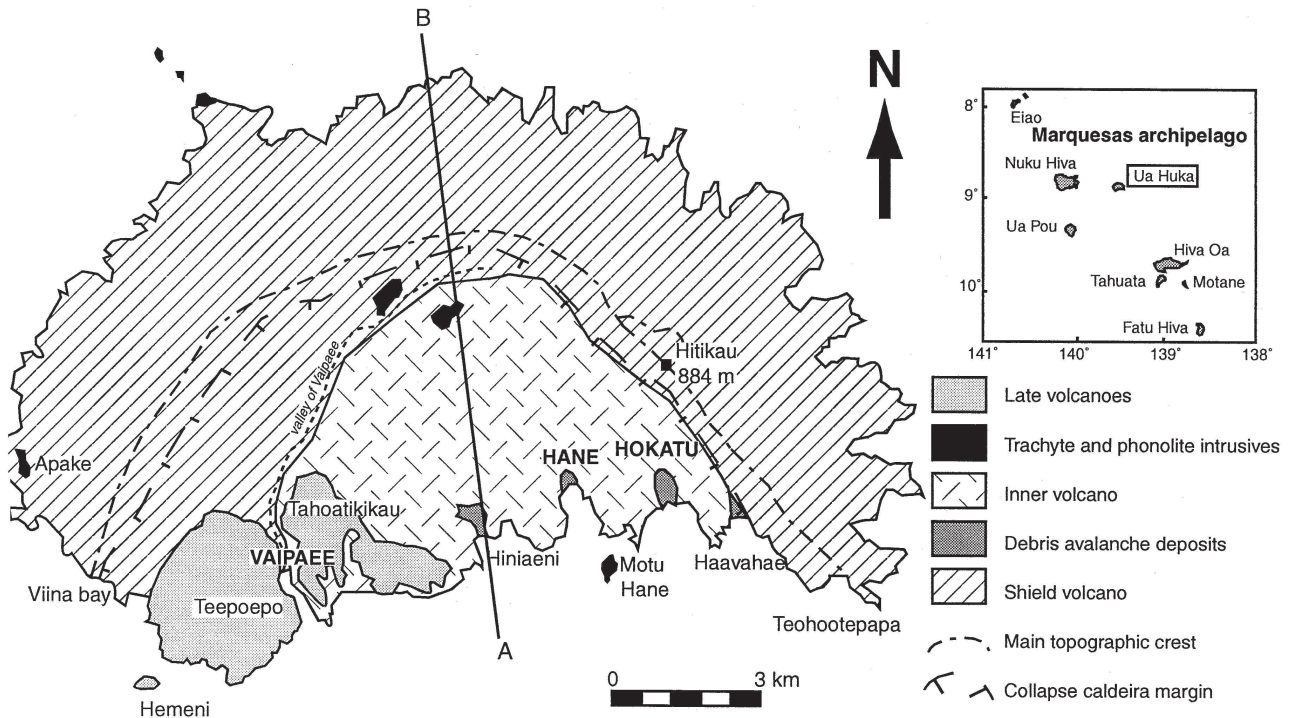 B
N
8°
Eiao
Marquesas archipelago
Nuku Hiva
Ua Huka
9°
Ua Pou
Hiva Oa
Tahuata
Motane
10°
Fatu Hiva
141°
140°
139°
138°
valley of Vaipaee
Hitikau
884 m
Apake
HANE
HOKATU
Tahoatikikau
VAIPAEE
Hiniaeni
Motu
Hane
Haavahae
Viina bay
Teepoepo
Teohootepapa
A
Hemeni
0
3 km
Late volcanoes
Trachyte and phonolite intrusives
Inner volcano
Debris avalanche deposits
Shield volcano
Main topographic crest
Collapse caldeira margin